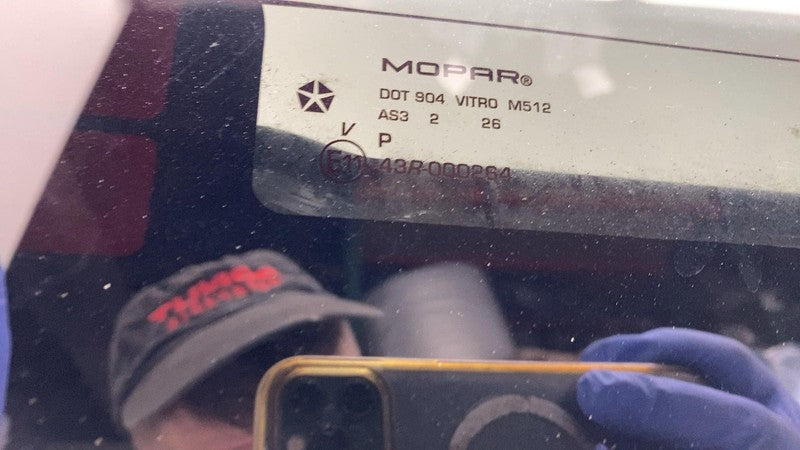 MOPAR®
DOT 904 VITRO M512
AS3 2 26
V P
E11 43R-000264